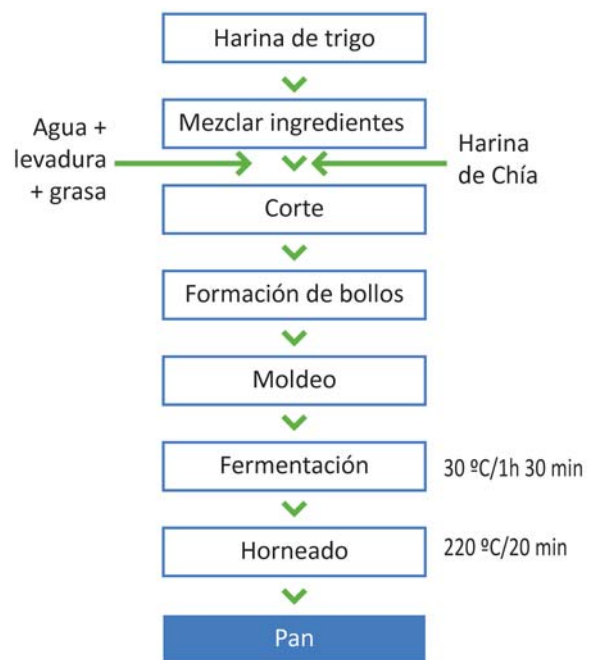 Harina de trigo
Mezclar ingredientes
Agua +
levadura
+ grasa
Harina
de Chía
Corte
Formación de bollos
Moldeo
Fermentación
30 ºC/1h 30 min
Horneado
220 ºC/20 min
Pan